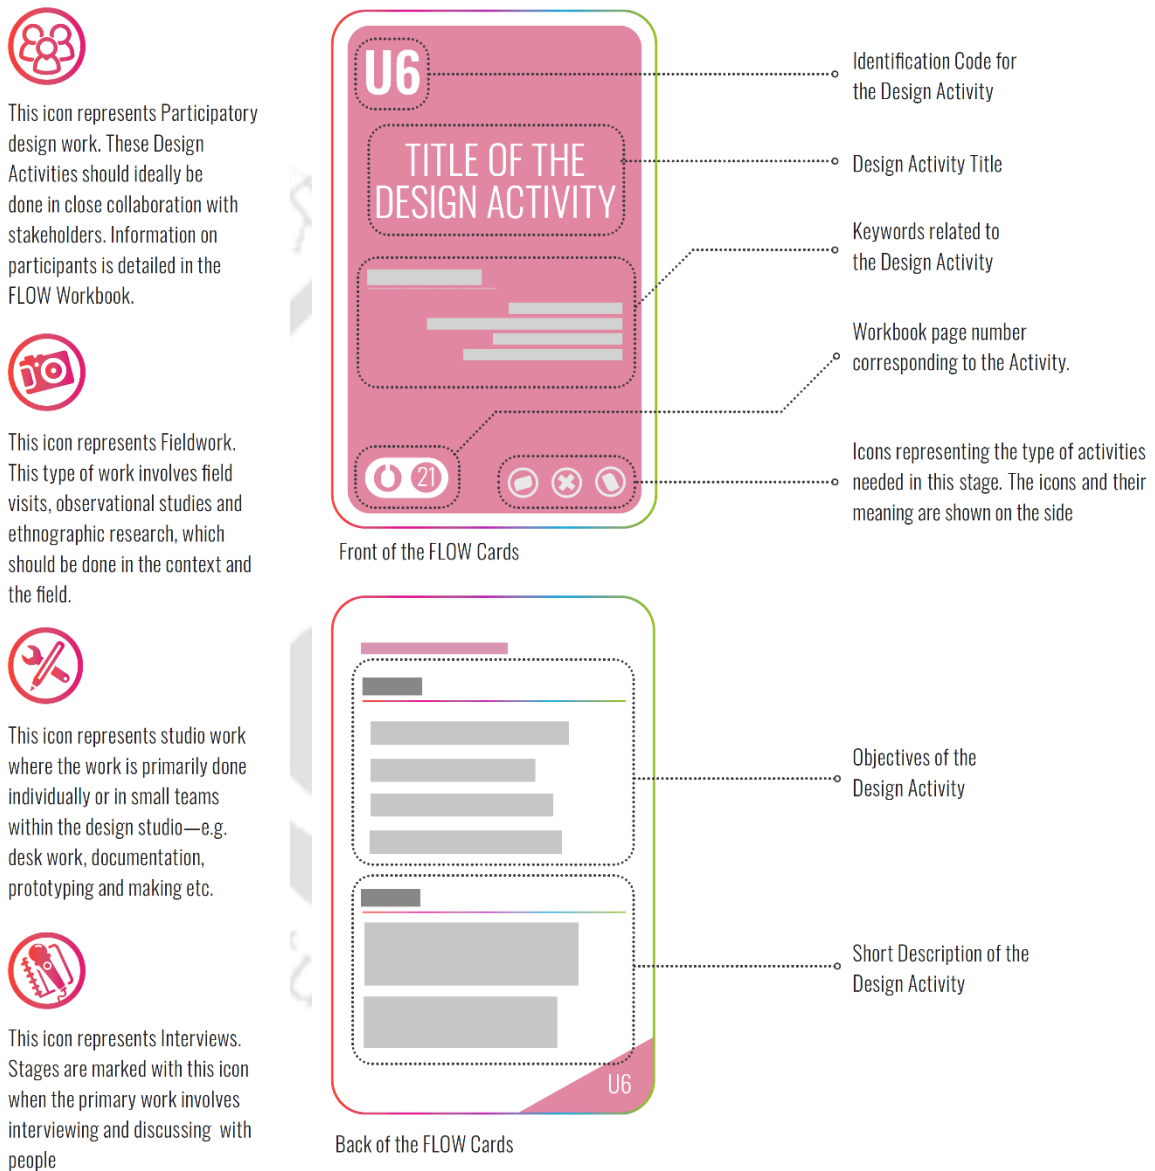 This icon represents Participatory
design work. These Design
Activities should ideally be
done in close collaboration with
stakeholders. Information on
participants is detailed in the
FLOW Workbook.
This icon represents Fieldwork.
This type of work involves field
visits, observational studies and
ethnographic research, which
should be done in the context and
the field.
This icon represents studio work
where the work is primarily done
individually or in small teams
within the design studio—e.g.
desk work, documentation,
prototyping and making etc.
This icon represents Interviews.
Stages are marked with this icon
when the primary work involves
interviewing and discussing with
people
U6
TITLE OF THE
DESIGN ACTIVITY
21
Front of the FLOW Cards
Identification Code for
the Design Activity
Design Activity Title
Keywords related to
the Design Activity
Workbook page number
corresponding to the Activity.
Icons representing the type of activities
needed in this stage. The icons and their
meaning are shown on the side
U6
Back of the FLOW Cards
Objectives of the
Design Activity
Short Description of the
Design Activity